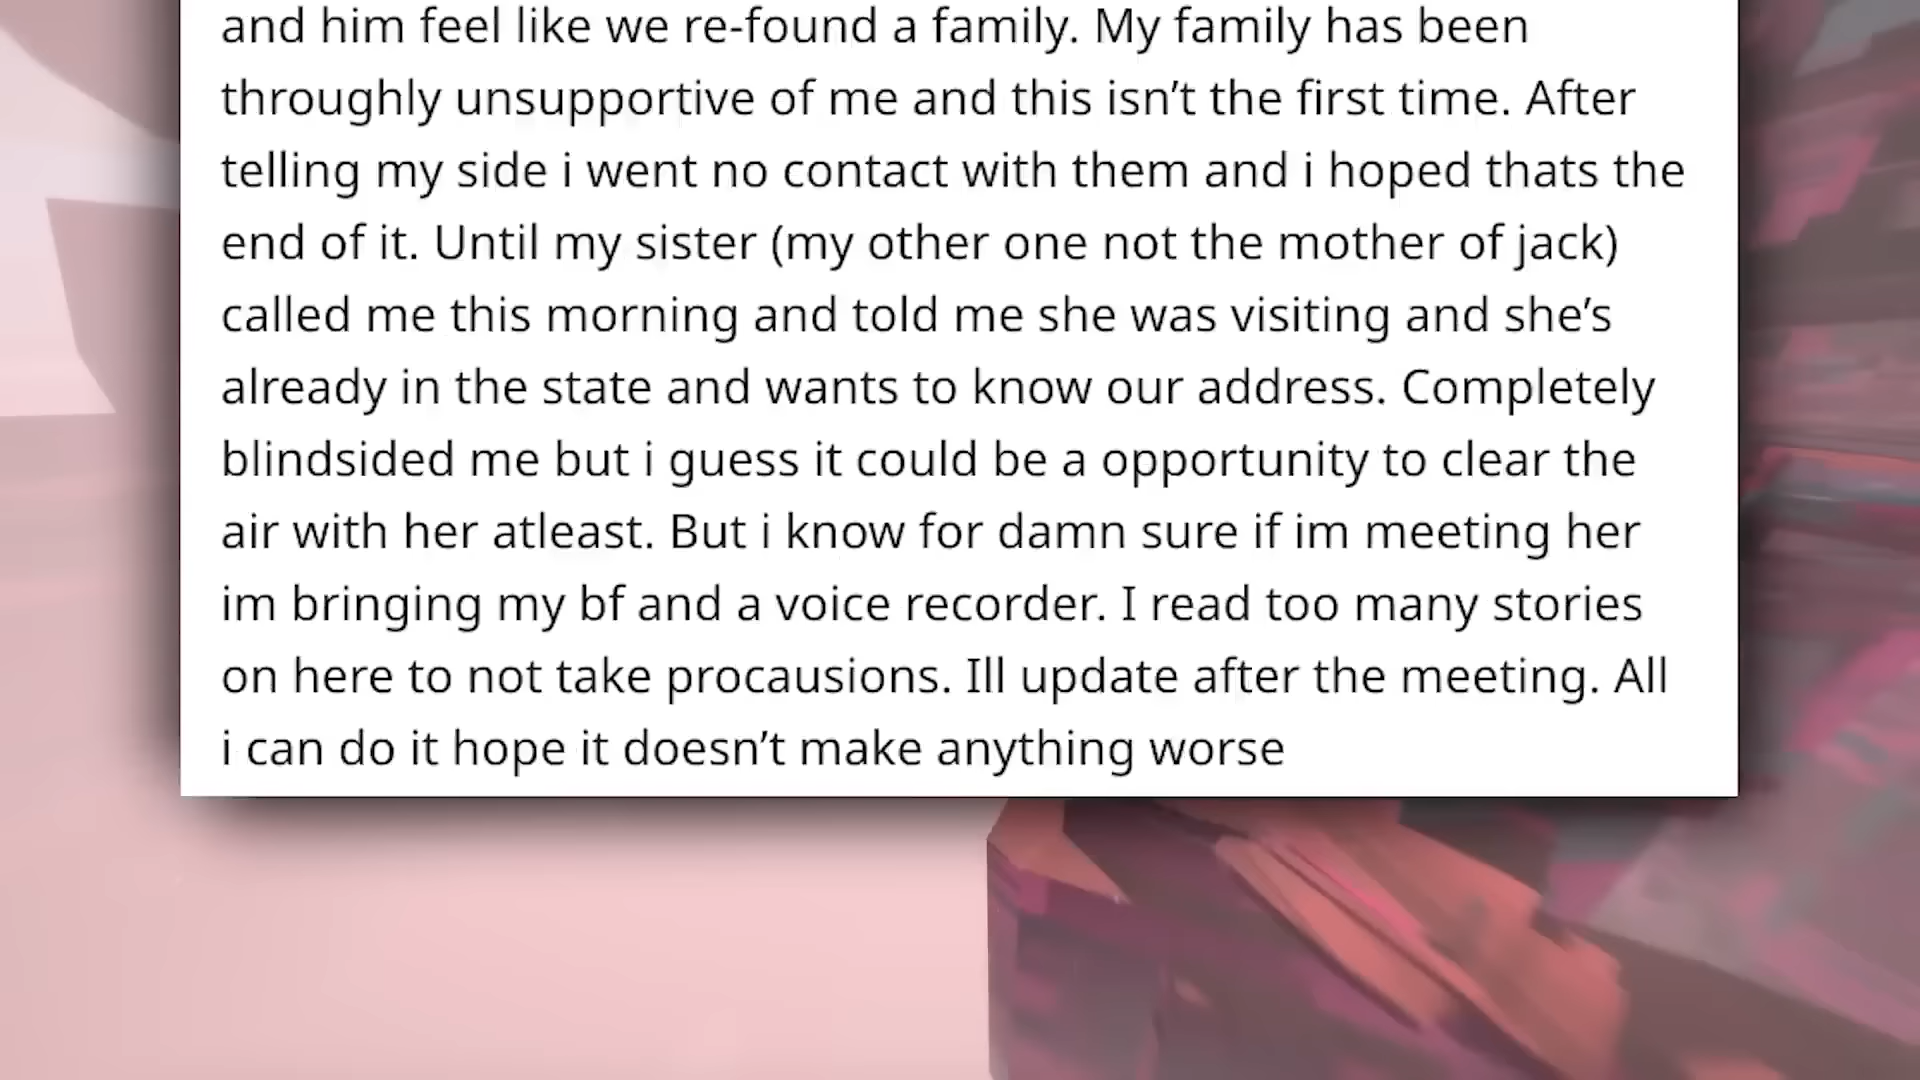 and him feel like we re-found a family. My family has been
throughly unsupportive of me and this isn’t the first time. After
telling my side i went no contact with them and i hoped thats the
end of it. Until my sister (my other one not the mother of jack)
called me this morning and told me she was visiting and she’s
already in the state and wants to know our address. Completely
blindsided me but i guess it could be a opportunity to clear the
air with her atleast. But i know for damn sure if im meeting her
im bringing my bf and a voice recorder. I read too many stories
on here to not take procausions. Ill update after the meeting. All
i can do it hope it doesn’t make anything worse